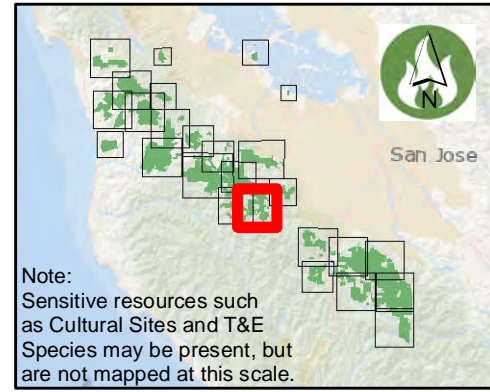 N
San Jose
Note:
Sensitive resources such
as Cultural Sites and T&E
Species may be present, but
are not mapped at this scale.